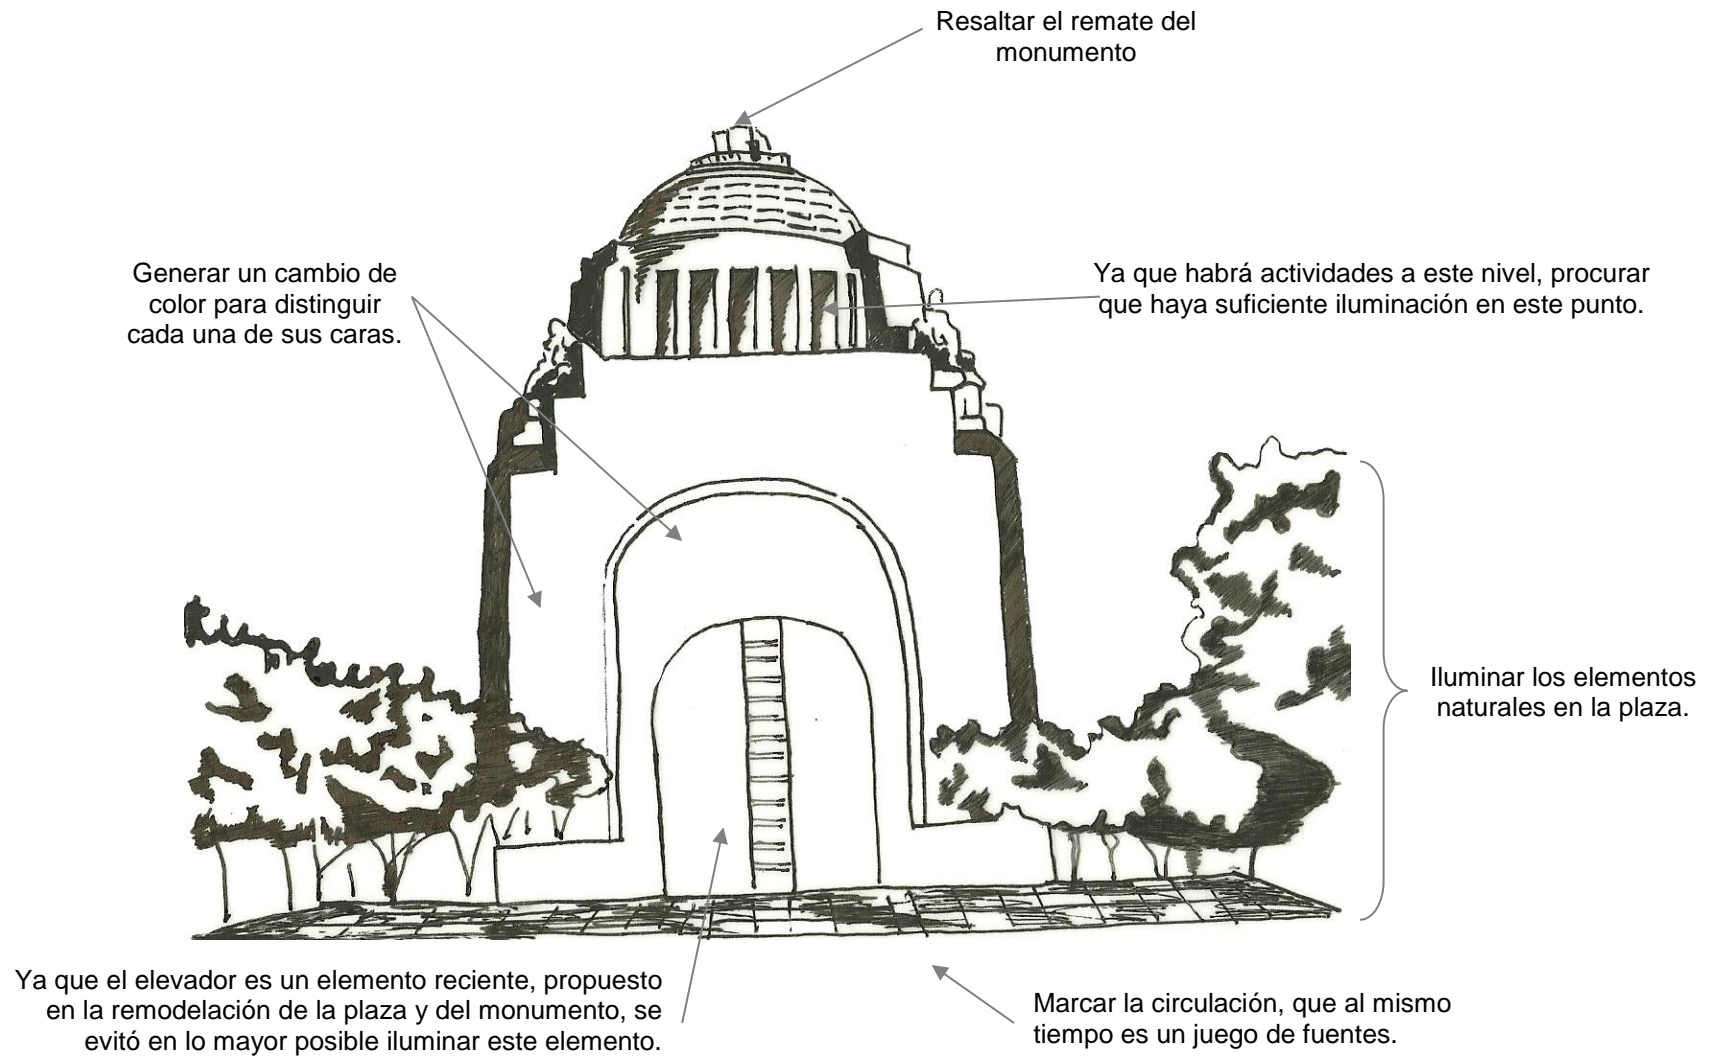 Resaltar el remate del
monumento
Generar un cambio de
color para distinguir
cada una de sus caras.
Ya que habrá actividades a este nivel, procurar
que haya suficiente iluminación en este punto.
Iluminar los elementos
naturales en la plaza.
Ya que el elevador es un elemento reciente, propuesto
en la remodelación de la plaza y del monumento, se
evitó en lo mayor posible iluminar este elemento.
Marcar la circulación, que al mismo
tiempo es un juego de fuentes.